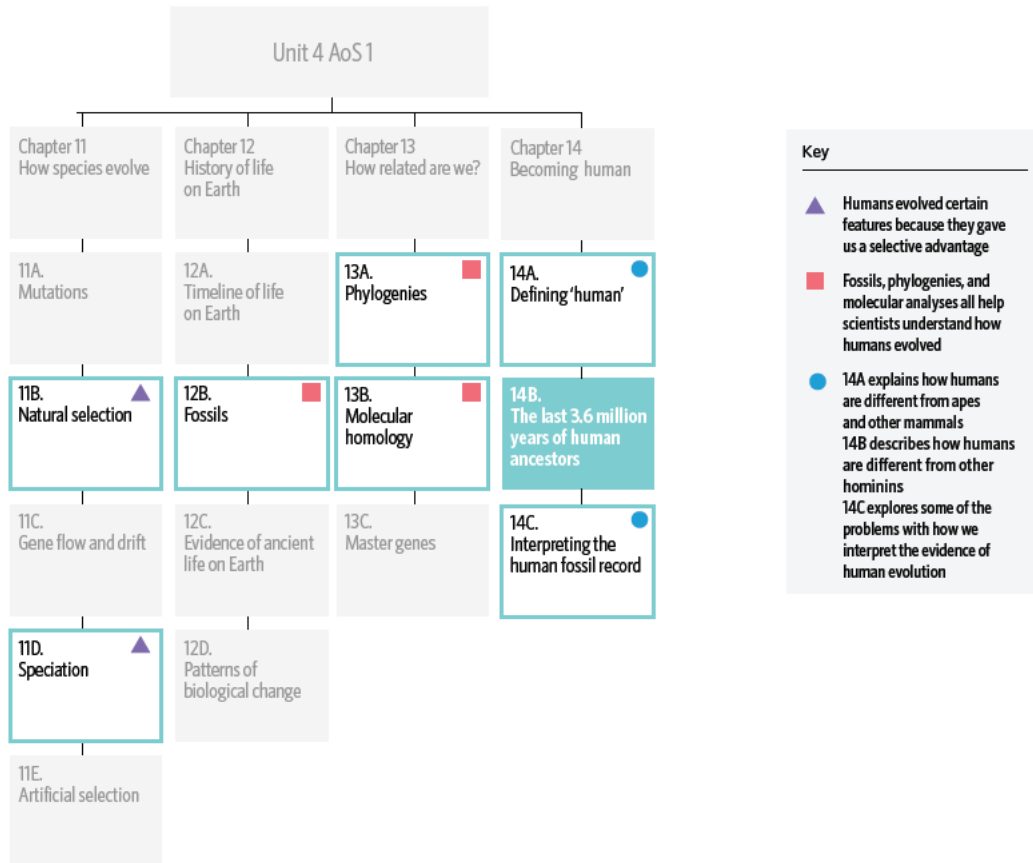 Unit 4 AoS 1
Chapter 11
How species evolve
Chapter 12
History of life
on Earth
Chapter 13
How related are we?
Chapter 14
Becoming human
11A.
Mutations
12A.
Timeline of life
on Earth
13A.
Phylogenies
14A.
Defining ‘human’
11B.
Natural selection
12B.
Fossils
13B.
Molecular
homology
14B.
The last 3.6 million
years of human
ancestors
11C.
Gene flow and drift
12C.
Evidence of ancient
life on Earth
13C.
Master genes
14C.
Interpreting the
human fossil record
11D.
Speciation
12D.
Patterns of
biological change
11E.
Artificial selection
Key
Humans evolved certain
features because they gave
us a selective advantage
Fossils, phylogenies, and
molecular analyses all help
scientists understand how
humans evolved
14A explains how humans
are different from apes
and other mammals
14B describes how humans
are different from other
hominins
14C explores some of the
problems with how we
interpret the evidence of
human evolution